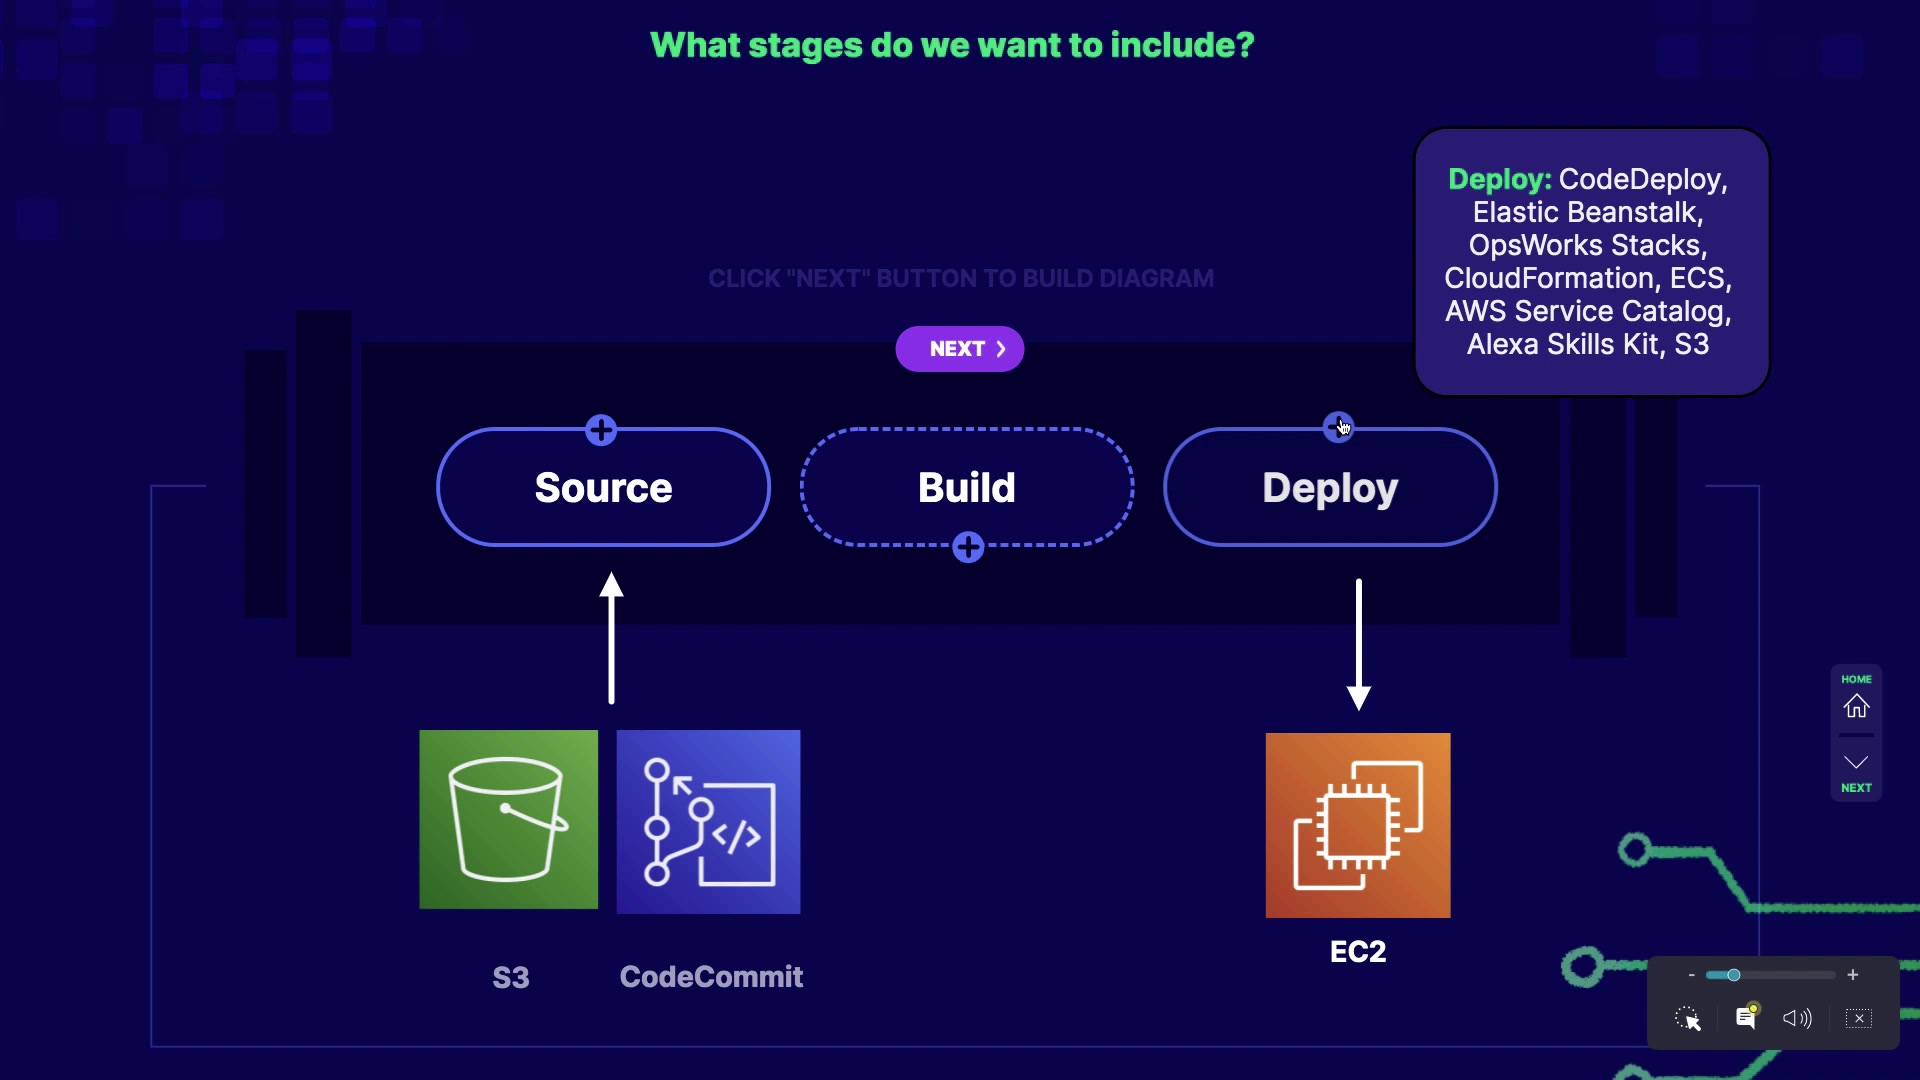 What stages do we want to include?
Deploy: CodeDeploy,
Elastic Beanstalk,
OpsWorks Stacks,
CloudFormation, ECS,
AWS Service Catalog,
Alexa Skills Kit, S3
CLICK "NEXT" BUTTON TO BUILD DIAGRAM
NEXT
Source
Build
Deploy
HOME
NEXT
S3
CodeCommit
EC2